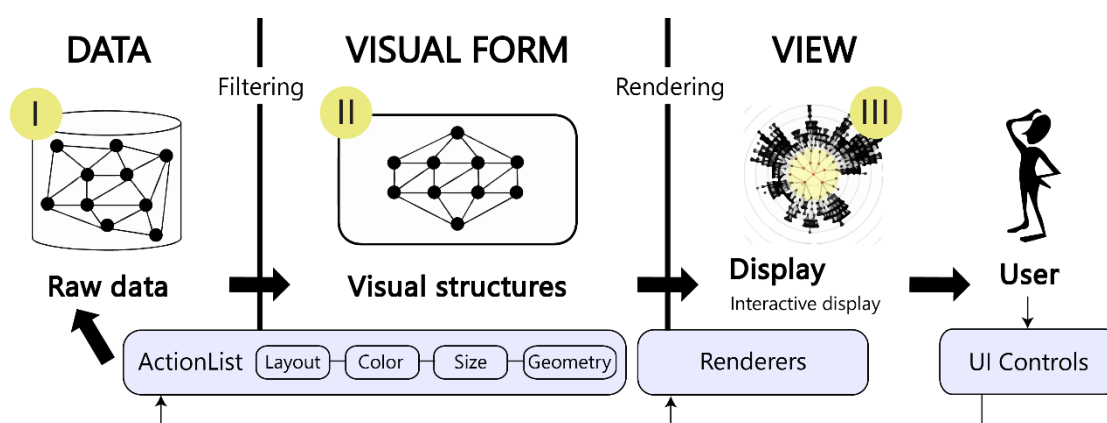 DATA
VISUAL FORM
VIEW
Filtering
Rendering
I
II
III
Raw data
Visual structures
Display
Interactive display
User
ActionList
Layout
Color
Size
Geometry
Renderers
UI Controls